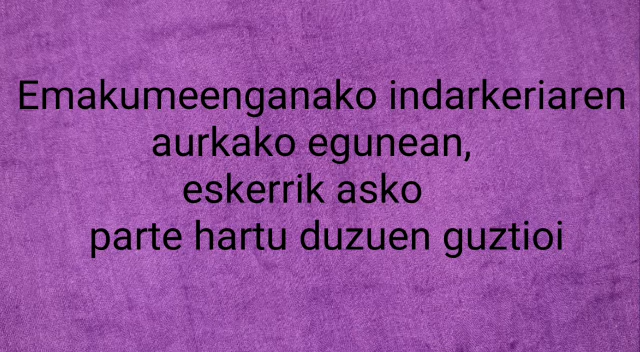 Emakumeenganako indarkeriaren
aurkako egunean,
eskerrik asko
parte hartu duzuen guztioi